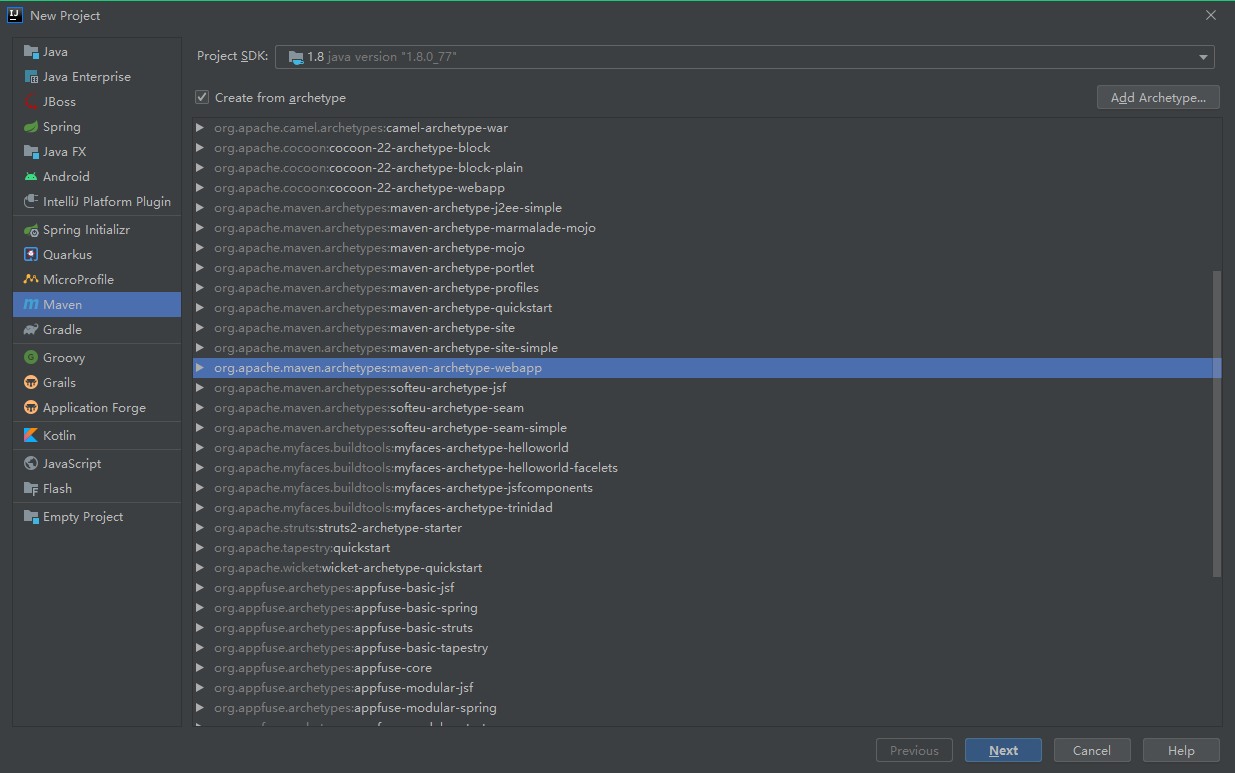 New Project
Java
Java Enterprise
JBoss
Spring
Java FX
Android
IntelliJ Platform Plugin
Spring Initializr
Quarkus
MicroProfile
Maven
Gradle
Groovy
Grails
Application Forge
Kotlin
JavaScript
Flash
Empty Project
Project SDK: 1.8 java version "1.8.0_77"
Create from archetype
Add Archetype...
org.apache.camel.archetypes:camel-archetype-war
org.apache.cocoon:cocoon-22-archetype-block
org.apache.cocoon:cocoon-22-archetype-block-plain
org.apache.cocoon:cocoon-22-archetype-webapp
org.apache.maven.archetypes:maven-archetype-j2ee-simple
org.apache.maven.archetypes:maven-archetype-marmalade-mojo
org.apache.maven.archetypes:maven-archetype-mojo
org.apache.maven.archetypes:maven-archetype-portlet
org.apache.maven.archetypes:maven-archetype-profiles
org.apache.maven.archetypes:maven-archetype-quickstart
org.apache.maven.archetypes:maven-archetype-site
org.apache.maven.archetypes:maven-archetype-site-simple
org.apache.maven.archetypes:maven-archetype-webapp
org.apache.maven.archetypes:softeu-archetype-jsf
org.apache.maven.archetypes:softeu-archetype-seam
org.apache.maven.archetypes:softeu-archetype-seam-simple
org.apache.myfaces.buildtools:myfaces-archetype-helloworld
org.apache.myfaces.buildtools:myfaces-archetype-helloworld-facelets
org.apache.myfaces.buildtools:myfaces-archetype-jsfcomponents
org.apache.myfaces.buildtools:myfaces-archetype-trinidad
org.apache.struts:struts2-archetype-starter
org.apache.tapestry:quickstart
org.apache.wicket:wicket-archetype-quickstart
org.appfuse.archetypes:appfuse-basic-jsf
org.appfuse.archetypes:appfuse-basic-spring
org.appfuse.archetypes:appfuse-basic-struts
org.appfuse.archetypes:appfuse-basic-tapestry
org.appfuse.archetypes:appfuse-core
org.appfuse.archetypes:appfuse-modular-jsf
org.appfuse.archetypes:appfuse-modular-spring
Previous
Next
Cancel
Help